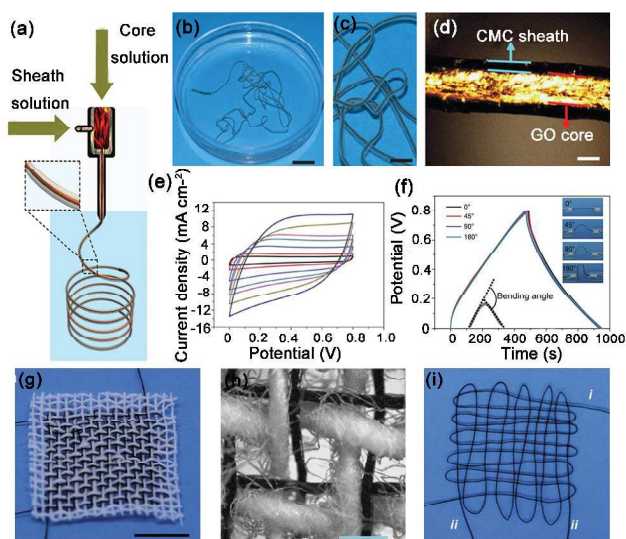 (a)
Core
solution
Sheath
solution
(b)
(c)
(d)
CMC sheath
GO core
(e)
Current density (mA cm−2)
12
8
4
0
-4
-8
-12
-16
0
0.2
0.4
0.6
0.8
1.0
Potential (V)
(f)
Potential (V)
0.8
0.6
0.4
0.2
0
0°
45°
90°
180°
0°
45°
90°
180°
Bending angle
0 200 400 600 800 1000
Time (s)
(g)
(h)
(i)
i
ii
ii